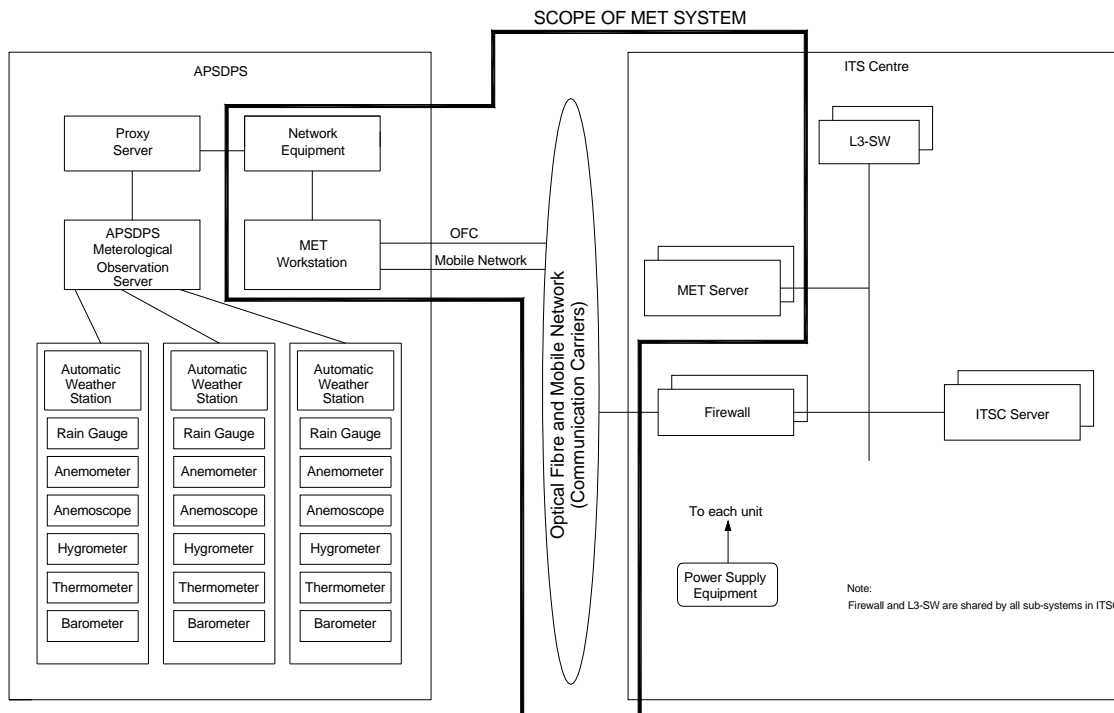 SCOPE OF MET SYSTEM
APSDPS
Proxy
Server
Network
Equipment
APSDPS
Meterological
Observation
Server
MET
Workstation
OFC
Mobile Network
Automatic
Weather
Station
Rain Gauge
Anemometer
Anemoscope
Hygrometer
Thermometer
Barometer
Automatic
Weather
Station
Rain Gauge
Anemometer
Anemoscope
Hygrometer
Thermometer
Barometer
Automatic
Weather
Station
Rain Gauge
Anemometer
Anemoscope
Hygrometer
Thermometer
Barometer
Optical Fibre and Mobile Network
(Communication Carriers)
ITS Centre
L3-SW
MET Server
Firewall
ITSC Server
To each unit
Power Supply
Equipment
Note:
Firewall and L3-SW are shared by all sub-systems in ITSC